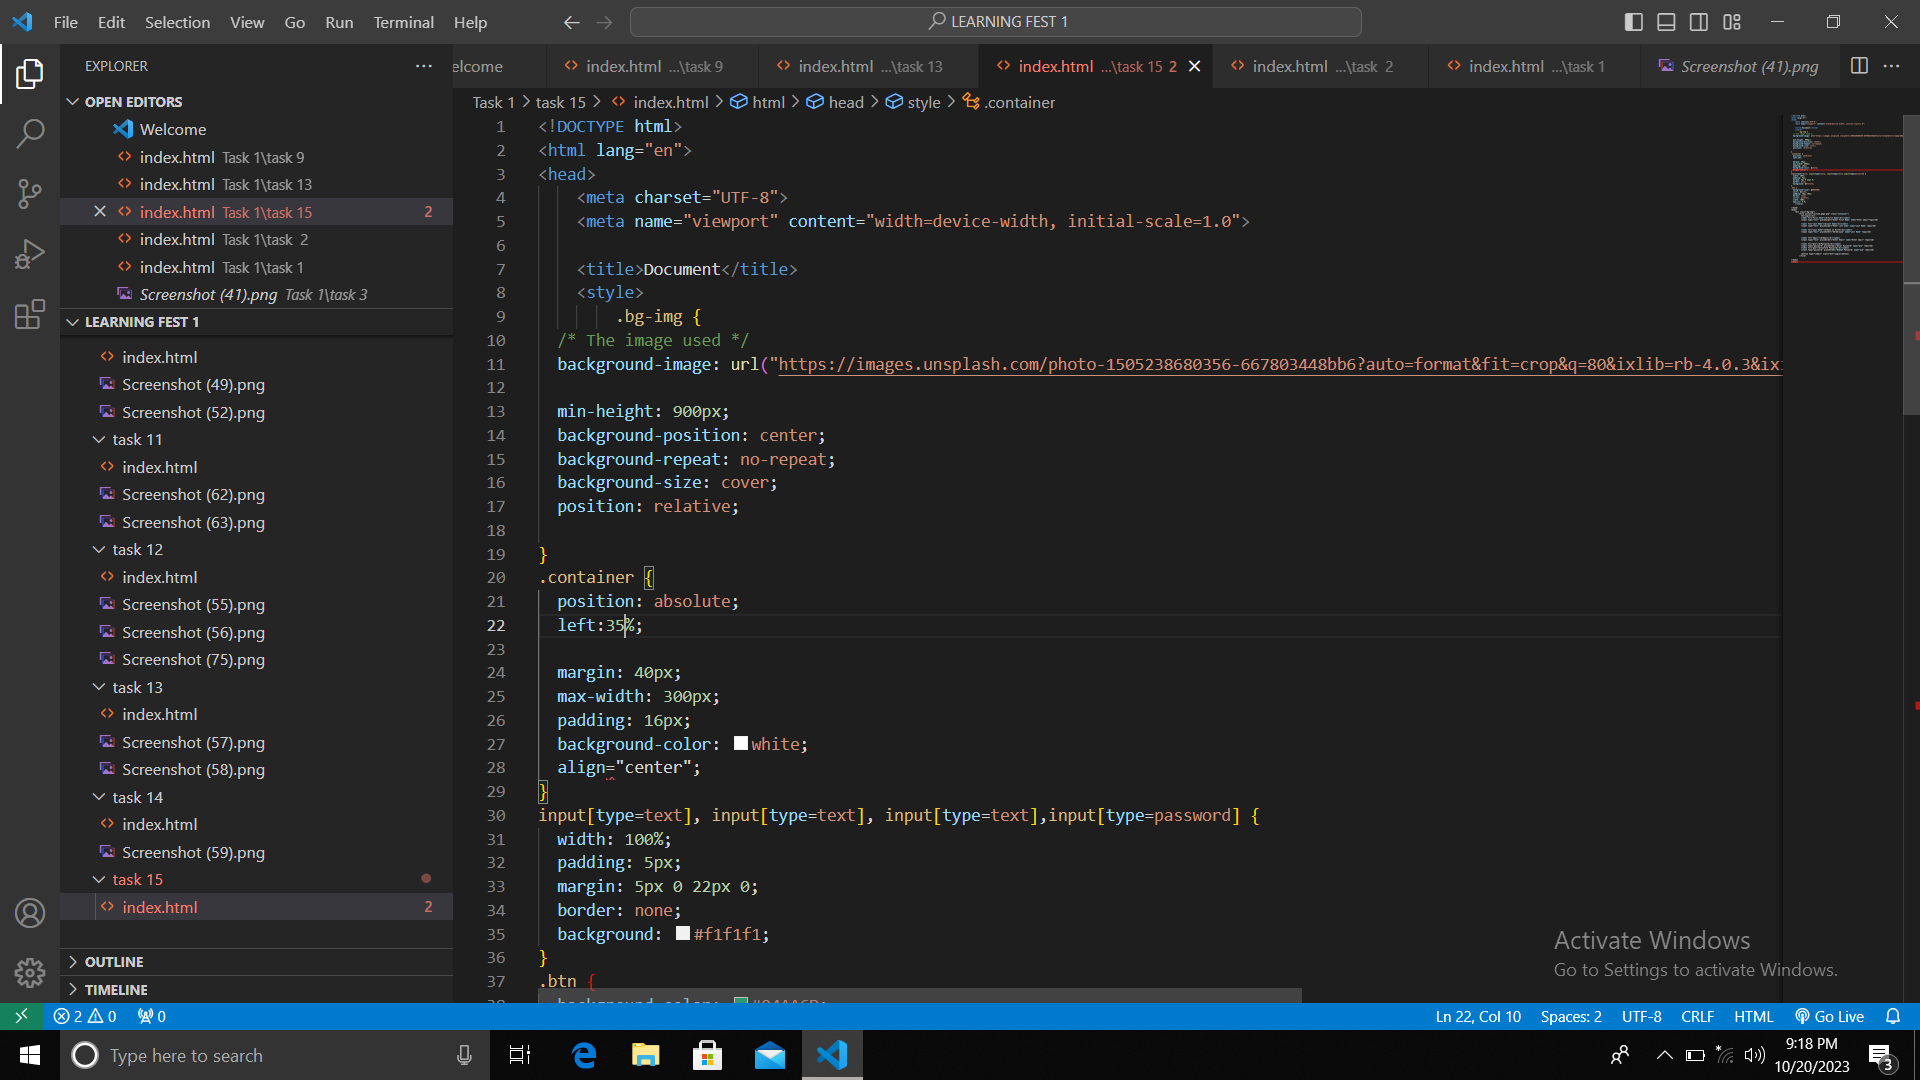 File Edit Selection View Go Run Terminal Help
LEARNING FEST 1
EXPLORER
elcome
index.html ...\task 9
index.html ...\task 13
index.html ...\task 15 2
index.html ...\task 2
index.html ...\task 1
Screenshot (41).png
OPEN EDITORS
Welcome
index.html Task 1\task 9
index.html Task 1\task 13
index.html Task 1\task 15 2
index.html Task 1\task 2
index.html Task 1\task 1
Screenshot (41).png Task 1\task 3
LEARNING FEST 1
index.html
Screenshot (49).png
Screenshot (52).png
task 11
index.html
Screenshot (62).png
Screenshot (63).png
task 12
index.html
Screenshot (55).png
Screenshot (56).png
Screenshot (75).png
task 13
index.html
Screenshot (57).png
Screenshot (58).png
task 14
index.html
Screenshot (59).png
task 15
index.html 2
OUTLINE
TIMELINE
Task 1 > task 15 > index.html > html > head > style > .container
1 <!DOCTYPE html>
2 <html lang="en">
3 <head>
4 <meta charset="UTF-8">
5 <meta name="viewport" content="width=device-width, initial-scale=1.0">
6
7 <title>Document</title>
8 <style>
9 .bg-img {
10 /* The image used */
11 background-image: url("https://images.unsplash.com/photo-1505238680356-667803448bb6?auto=format&fit=crop&q=80&ixlib=rb-4.0.3&ixi
12
13 min-height: 900px;
14 background-position: center;
15 background-repeat: no-repeat;
16 background-size: cover;
17 position: relative;
18
19 }
20 .container {
21 position: absolute;
22 left:35%;
23
24 margin: 40px;
25 max-width: 300px;
26 padding: 16px;
27 background-color: white;
28 align="center";
29 }
30 input[type=text], input[type=text], input[type=text],input[type=password] {
31 width: 100%;
32 padding: 5px;
33 margin: 5px 0 22px 0;
34 border: none;
35 background: #f1f1f1;
36 }
37 .btn {
Activate Windows
Go to Settings to activate Windows.
2 0 0
Ln 22, Col 10 Spaces: 2 UTF-8 CRLF HTML Go Live
Type here to search
9:18 PM
10/20/2023
3